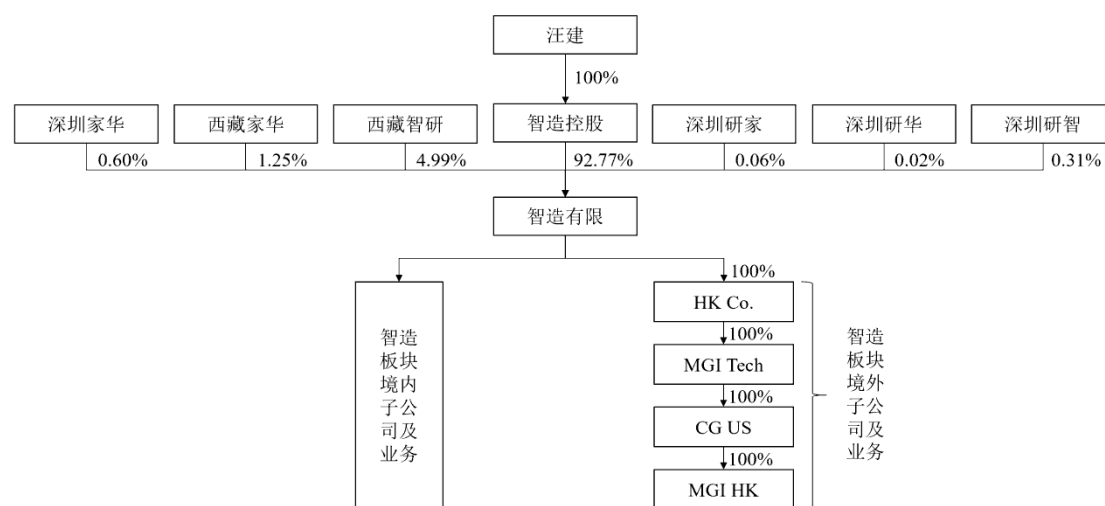 汪建
100%
深圳家华
西藏家华
西藏智研
智造控股
深圳研家
深圳研华
深圳研智
0.60%
1.25%
4.99%
92.77%
0.06%
0.02%
0.31%
智造有限
100%
智造
板块
境内
子公
司及
业务
HK Co.
100%
MGI Tech
100%
CG US
100%
MGI HK
智造
板块
境外
子公
司及
业务